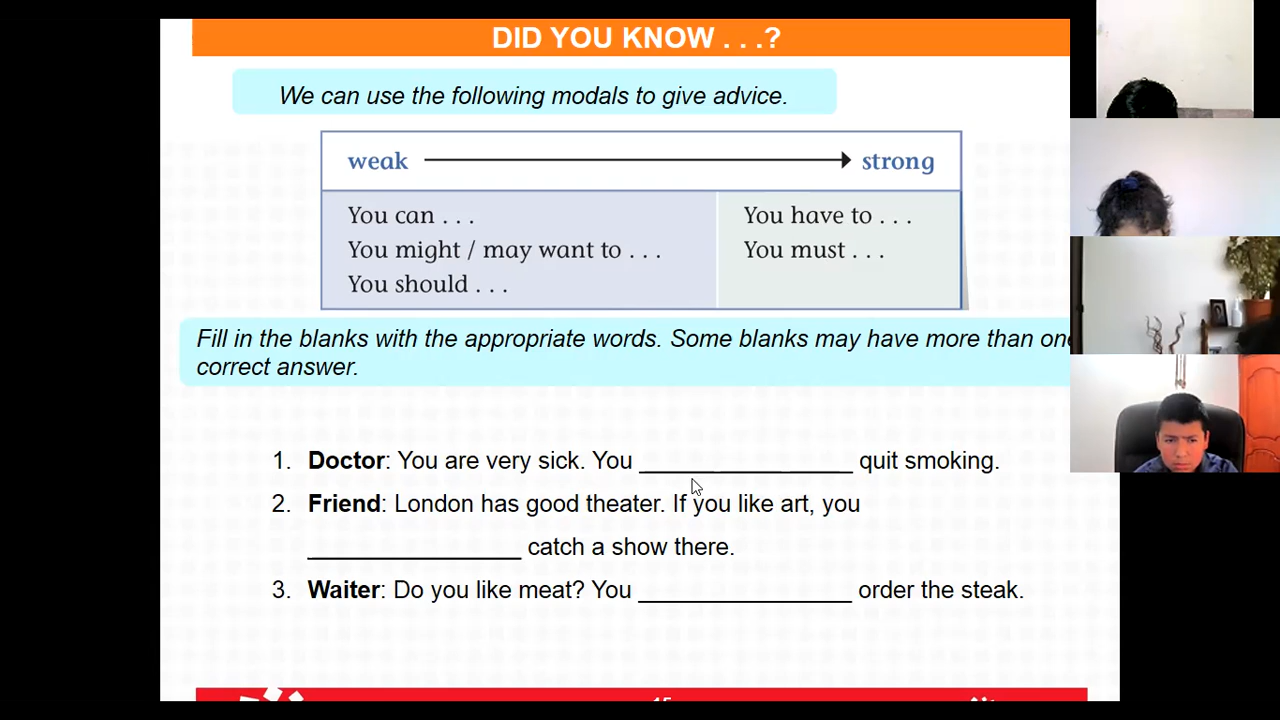 DID YOU KNOW . . .?
We can use the following modals to give advice.
weak strong
You can . . . You have to . . .
You might / may want to . . . You must . . .
You should . . .
Fill in the blanks with the appropriate words. Some blanks may have more than one
correct answer.
1. Doctor: You are very sick. You ________________ quit smoking.
2. Friend: London has good theater. If you like art, you
________________ catch a show there.
3. Waiter: Do you like meat? You ________________ order the steak.